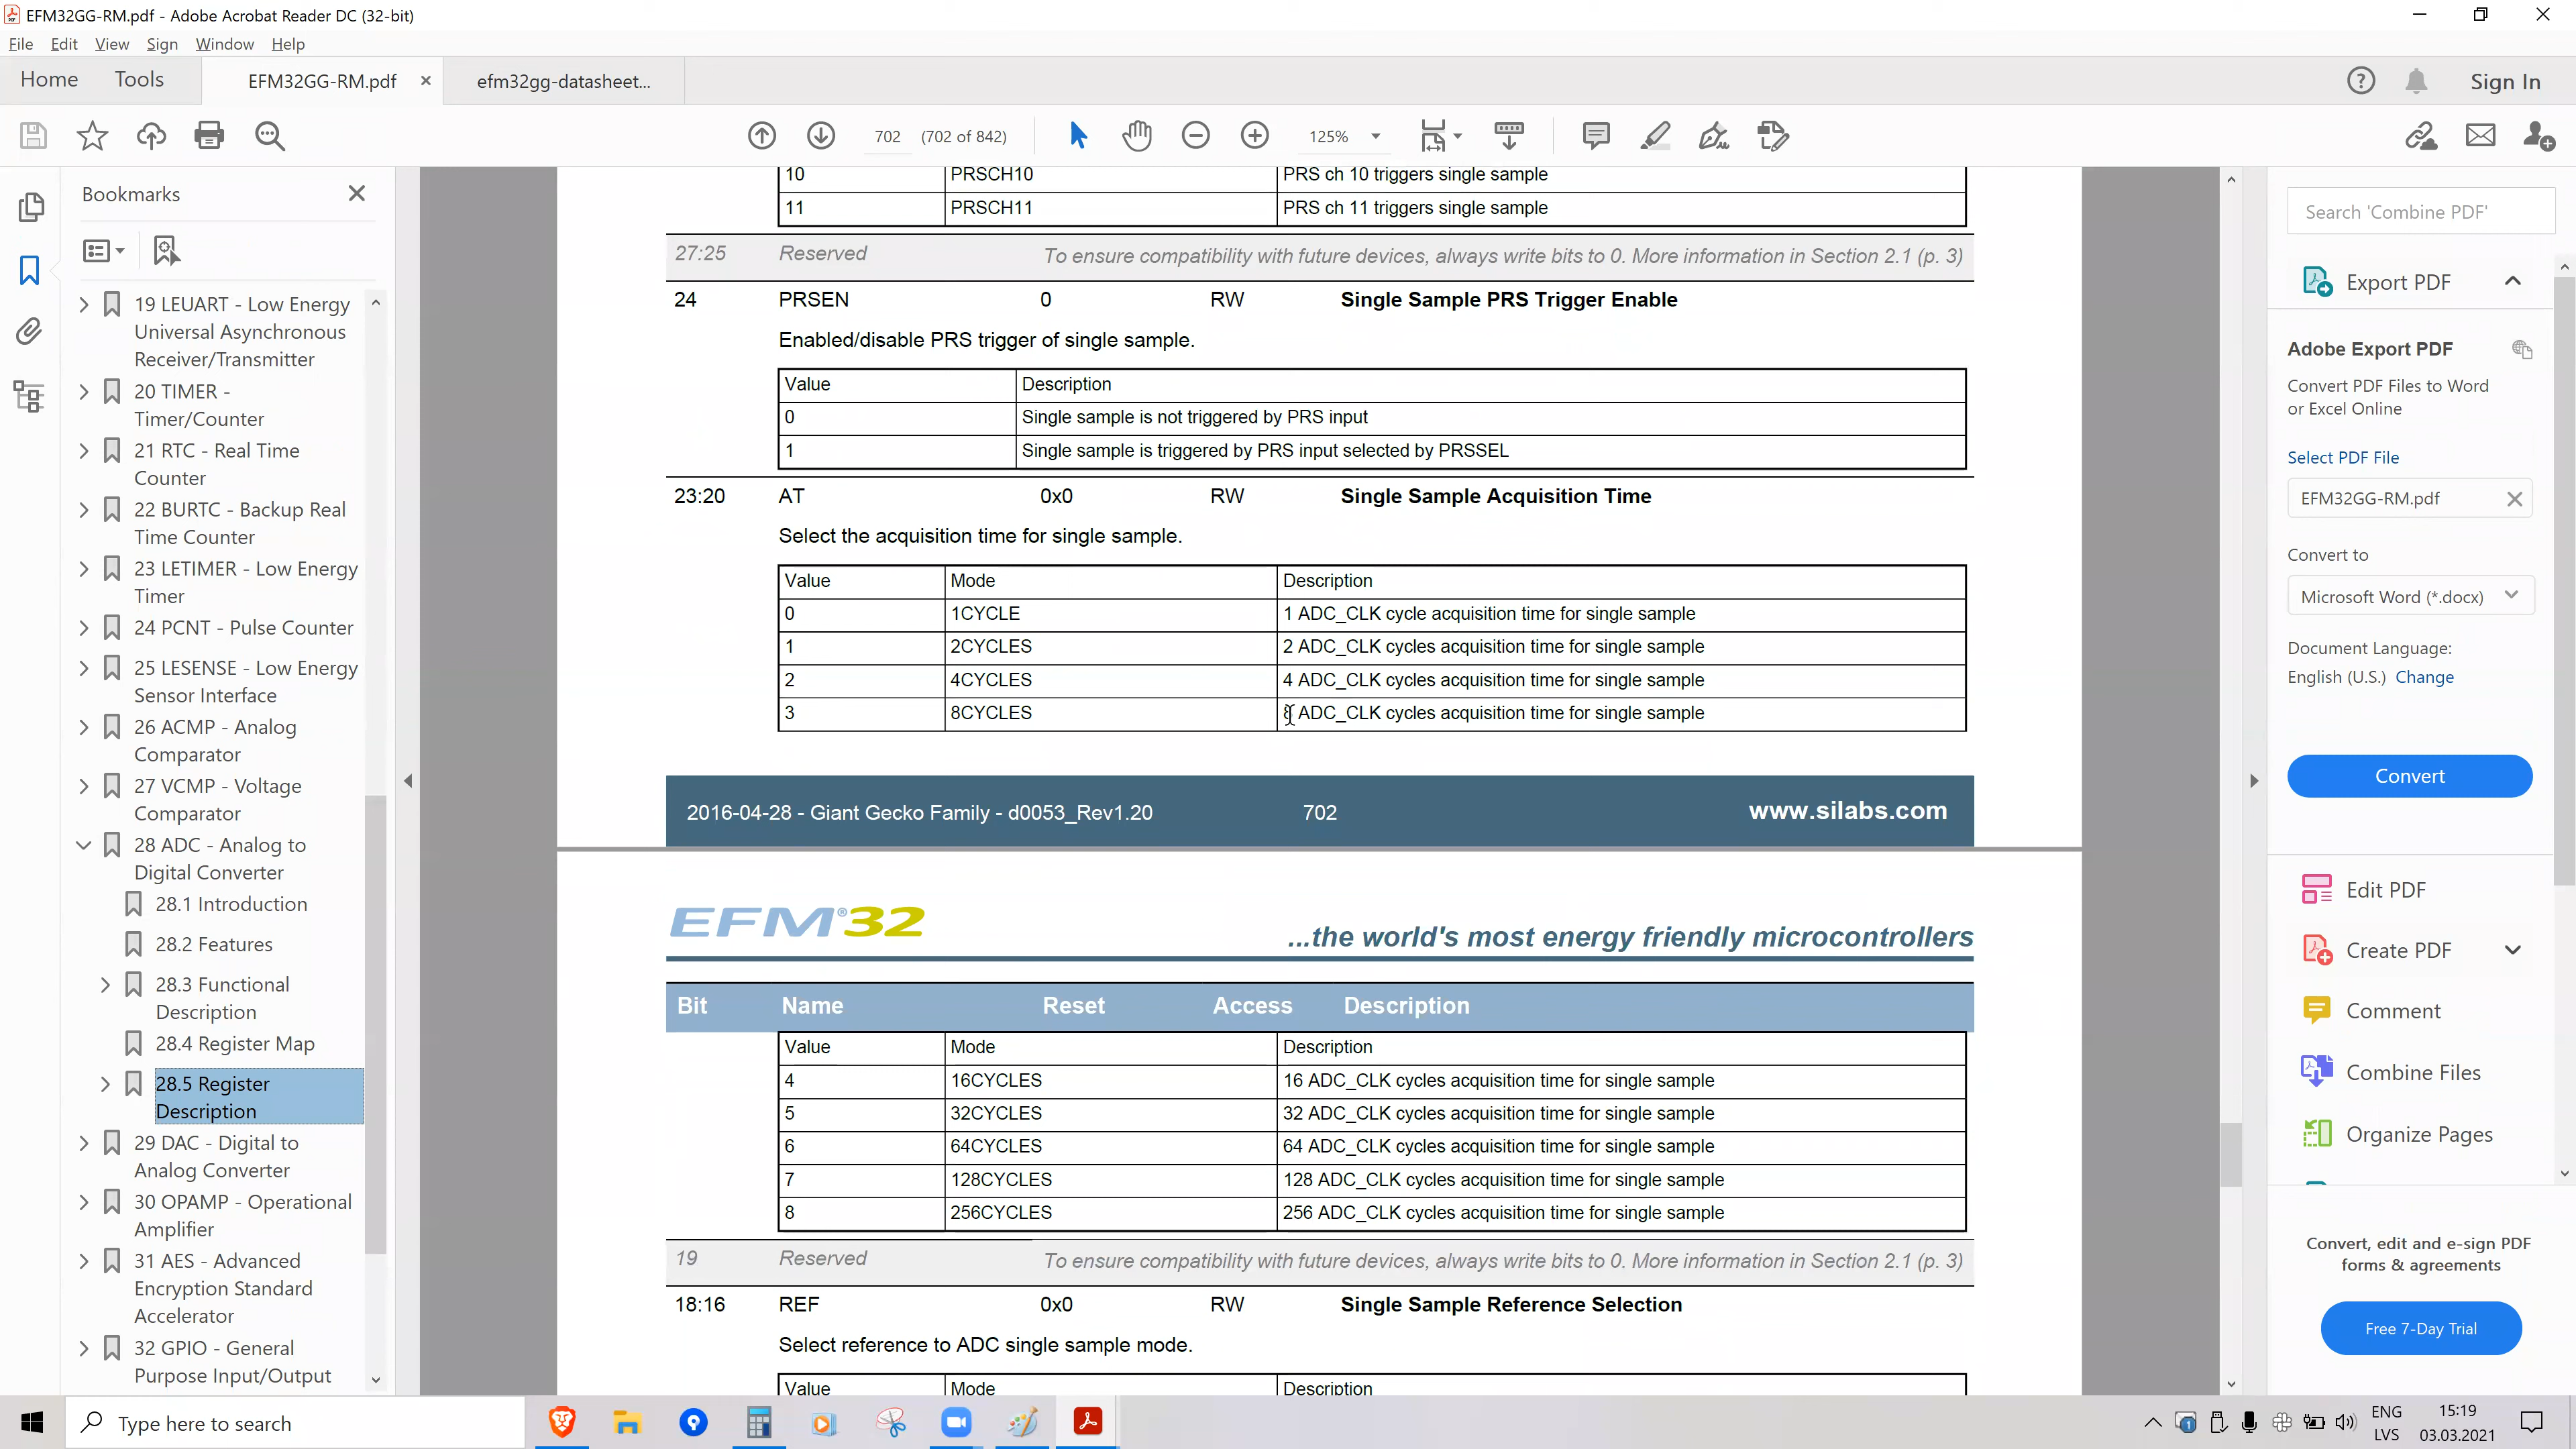 EFM32GG-RM.pdf - Adobe Acrobat Reader DC (32-bit)
File Edit View Sign Window Help
Home Tools EFM32GG-RM.pdf × efm32gg-datasheet... Sign In
702 (702 of 842) 125%
Bookmarks
19 LEUART - Low Energy
Universal Asynchronous
Receiver/Transmitter
20 TIMER -
Timer/Counter
21 RTC - Real Time
Counter
22 BURTC - Backup Real
Time Counter
23 LETIMER - Low Energy
Timer
24 PCNT - Pulse Counter
25 LESENSE - Low Energy
Sensor Interface
26 ACMP - Analog
Comparator
27 VCMP - Voltage
Comparator
28 ADC - Analog to
Digital Converter
28.1 Introduction
28.2 Features
28.3 Functional
Description
28.4 Register Map
28.5 Register
Description
29 DAC - Digital to
Analog Converter
30 OPAMP - Operational
Amplifier
31 AES - Advanced
Encryption Standard
Accelerator
32 GPIO - General
Purpose Input/Output
10 PRSCH10 PRS ch 10 triggers single sample
11 PRSCH11 PRS ch 11 triggers single sample
27:25 Reserved To ensure compatibility with future devices, always write bits to 0. More information in Section 2.1 (p. 3)
24 PRSEN 0 RW Single Sample PRS Trigger Enable
Enabled/disable PRS trigger of single sample.
Value Description
0 Single sample is not triggered by PRS input
1 Single sample is triggered by PRS input selected by PRSSEL
23:20 AT 0x0 RW Single Sample Acquisition Time
Select the acquisition time for single sample.
Value Mode Description
0 1CYCLE 1 ADC_CLK cycle acquisition time for single sample
1 2CYCLES 2 ADC_CLK cycles acquisition time for single sample
2 4CYCLES 4 ADC_CLK cycles acquisition time for single sample
3 8CYCLES 8 ADC_CLK cycles acquisition time for single sample
2016-04-28 - Giant Gecko Family - d0053_Rev1.20 702 www.silabs.com
EFM®32
...the world's most energy friendly microcontrollers
Bit Name Reset Access Description
Value Mode Description
4 16CYCLES 16 ADC_CLK cycles acquisition time for single sample
5 32CYCLES 32 ADC_CLK cycles acquisition time for single sample
6 64CYCLES 64 ADC_CLK cycles acquisition time for single sample
7 128CYCLES 128 ADC_CLK cycles acquisition time for single sample
8 256CYCLES 256 ADC_CLK cycles acquisition time for single sample
19 Reserved To ensure compatibility with future devices, always write bits to 0. More information in Section 2.1 (p. 3)
18:16 REF 0x0 RW Single Sample Reference Selection
Select reference to ADC single sample mode.
Value Mode Description
Search 'Combine PDF'
Export PDF
Adobe Export PDF
Convert PDF Files to Word
or Excel Online
Select PDF File
EFM32GG-RM.pdf
Convert to
Microsoft Word (*.docx)
Document Language:
English (U.S.) Change
Convert
Edit PDF
Create PDF
Comment
Combine Files
Organize Pages
Convert, edit and e-sign PDF
forms & agreements
Free 7-Day Trial
Type here to search
1
ENG
LVS
15:19
03.03.2021